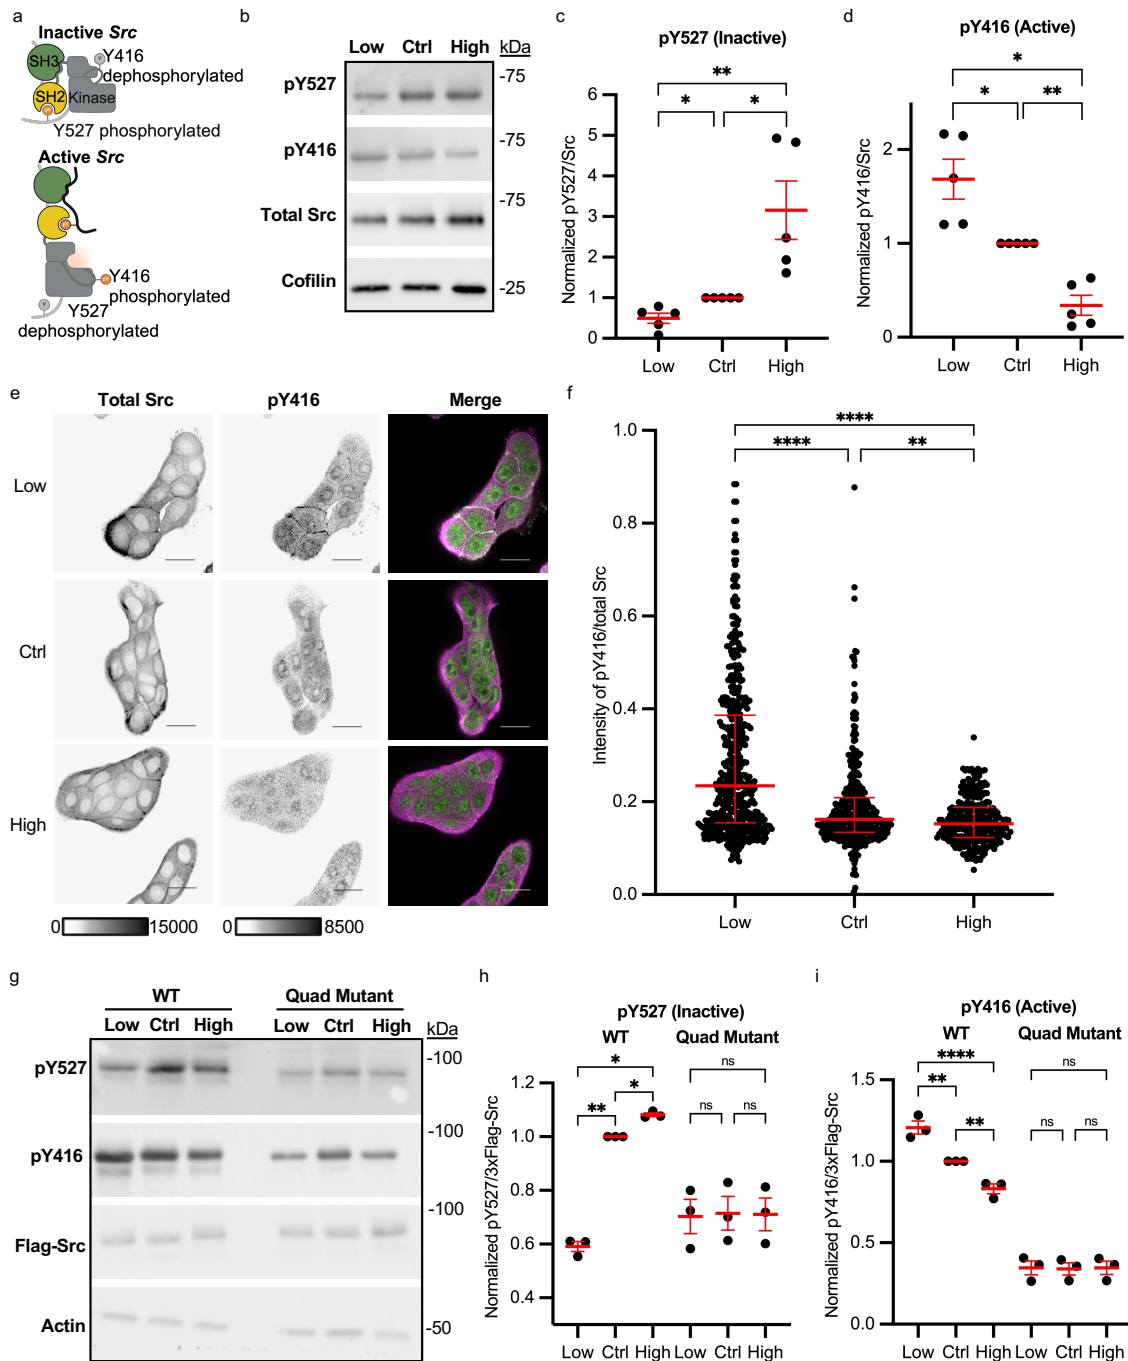 a
Inactive Src
SH3
Y416
dephosphorylated
SH2
Kinase
Y527 phosphorylated
Active Src
Y416
phosphorylated
Y527
dephosphorylated
b
Low Ctrl High kDa
pY527
-75
pY416
-75
Total Src
-75
Cofilin
-25
c
pY527 (Inactive)
**
* *
Normalized pY527/Src
6
5
4
3
2
1
0
Low Ctrl High
d
pY416 (Active)
*
* **
Normalized pY416/Src
2
1
0
Low Ctrl High
e
Total Src pY416 Merge
Low
Ctrl
High
0 15000 0 8500
f
****
**** **
Intensity of pY416/total Src
1.0
0.8
0.6
0.4
0.2
0.0
Low Ctrl High
g
WT Quad Mutant
Low Ctrl High Low Ctrl High kDa
pY527
-100
pY416
-100
Flag-Src
-100
Actin
-50
h
pY527 (Inactive)
WT Quad Mutant
* ns
** * ns ns
Normalized pY527/3xFlag-Src
1.2
1.0
0.8
0.6
0.4
Low Ctrl High Low Ctrl High
i
pY416 (Active)
WT Quad Mutant
**** ns
** ** ns ns
Normalized pY416/3xFlag-Src
1.5
1.0
0.5
0.0
Low Ctrl High Low Ctrl High